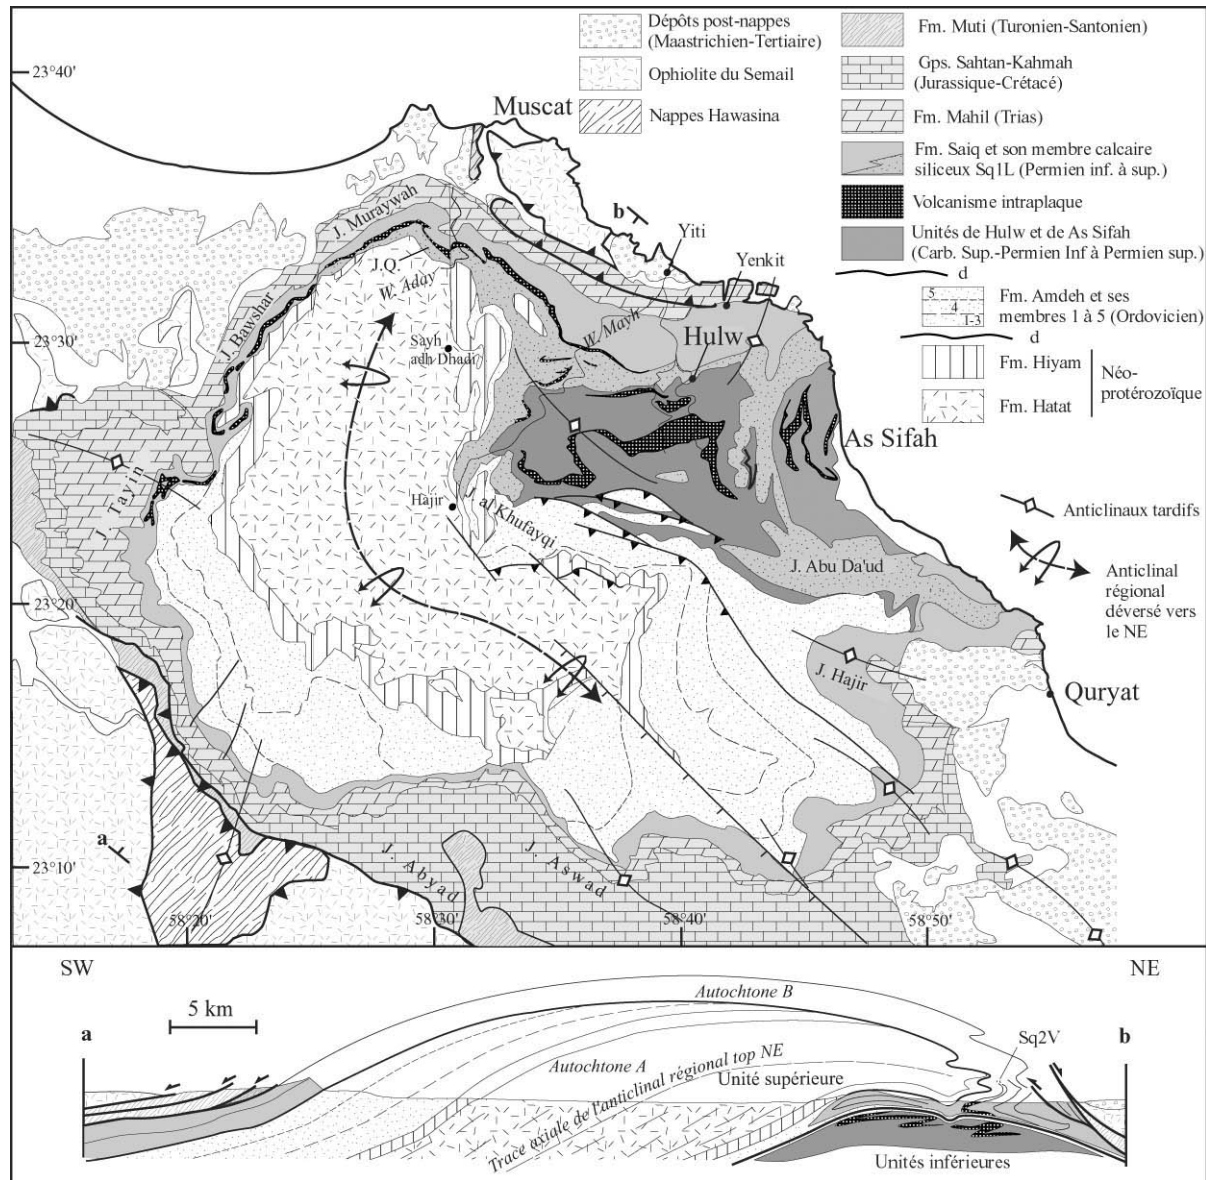 Dépôts post-nappes
(Maastrichien-Tertiaire)
Ophiolite du Semail
Nappes Hawasina
Fm. Muti (Turonien-Santonien)
Gps. Sahtan-Kahmah
(Jurassique-Crétacé)
Fm. Mahil (Trias)
Fm. Saiq et son membre calcaire
siliceux Sq1L (Permien inf. à sup.)
Volcanisme intraplaque
Unités de Hulw et de As Sifah
(Carb. Sup.-Permien Inf à Permien sup.)
d
5
4
1-3
Fm. Amdeh et ses
membres 1 à 5 (Ordovicien)
d
Fm. Hiyam
Fm. Hatat
Néo-
protérozoïque
Anticlinaux tardifs
Anticlinal
régional
déversé vers
le NE
23°40'
23°30'
23°20'
23°10'
58°20'
58°30'
58°40'
58°50'
Muscat
b
Yiti
Yenkit
J. Muraywah
J.Q.
W. Aday
J. Bawshar
W. Mayh
Hulw
Sayh
adh Dhadi
As Sifah
J. Tayin
Hajir
J. al Khufayqi
J. Abu Da'ud
J. Hajir
Quryat
a
J. Abyad
J. Aswad
SW
NE
5 km
a
b
Autochtone B
Sq2V
Autochtone A
Unité supérieure
Trace axiale de l'anticlinal régional top NE
Unités inférieures